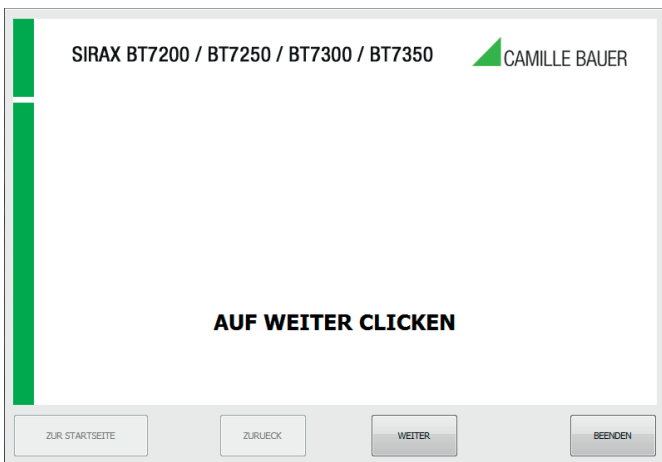 SIRAX BT7200 / BT7250 / BT7300 / BT7350
CAMILLE BAUER
AUF WEITER CLICKEN
ZUR STARTSEITE
ZURUECK
WEITER
BEENDEN